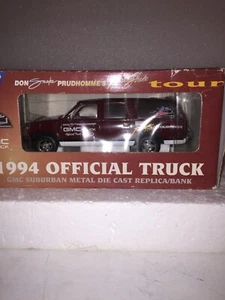 DON Snake PRUDHOMME'S
tour
GMC
1994 OFFICIAL TRUCK
GMC SUBURBAN METAL DIE CAST REPLICA/BANK